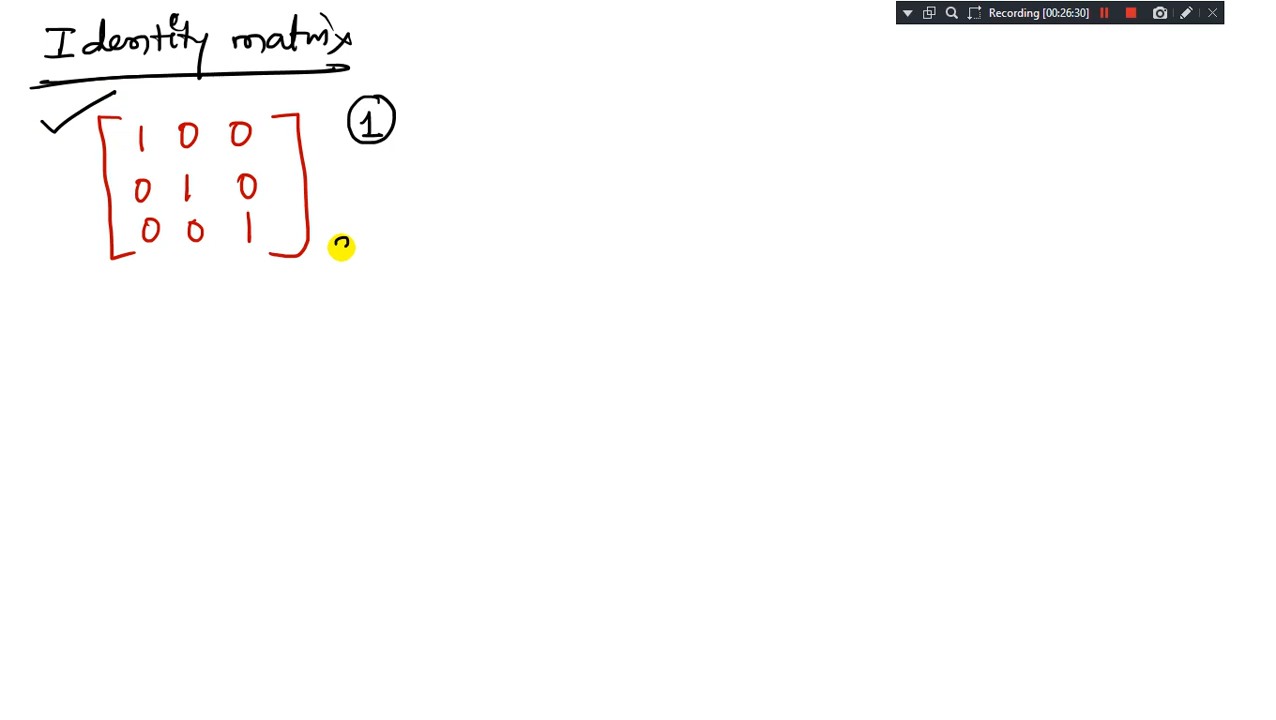 Recording [00:26:30]
Identity matrix
1 0 0
0 1 0
0 0 1
1